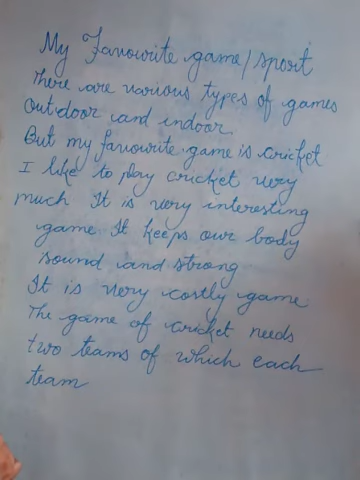 My Favourite game/sport
There are various types of games
outdoor and indoor.
But my favourite game is cricket
I like to play cricket very
much It is very interesting
game. It keeps our body
sound and strong
It is very costly game
The game of cricket needs
two teams of which each
team